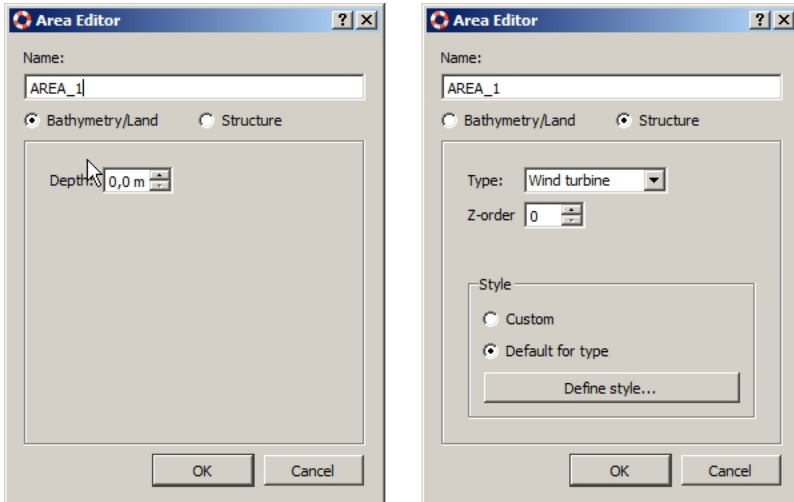 Area Editor
Name:
AREA_1
Bathymetry/Land Structure
Depth: 0,0 m
OK Cancel
Area Editor
Name:
AREA_1
Bathymetry/Land Structure
Type: Wind turbine
Z-order 0
Style
Custom
Default for type
Define style...
OK Cancel